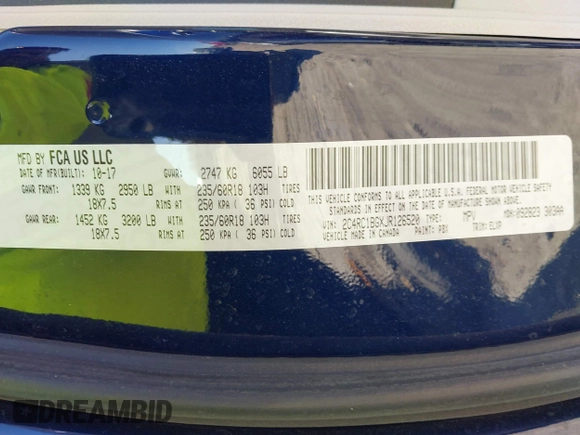 MFD BY FCA US LLC
DATE OF MFR(BUILT): 10-17 GVWR: 2747 KG 6055 LB
GAWR FRONT: 1339 KG 2950 LB WITH 235/60R18 103H TIRES
18X7.5 RIMS AT 250 KPA ( 36 PSI) COLD
GAWR REAR: 1452 KG 3200 LB WITH 235/60R18 103H TIRES
18X7.5 RIMS AT 250 KPA ( 36 PSI) COLD
THIS VEHICLE CONFORMS TO ALL APPLICABLE U.S.A. FEDERAL MOTOR VEHICLE SAFETY
STANDARDS IN EFFECT ON THE DATE OF MANUFACTURE SHOWN ABOVE.
VIN: TYPE: MPV MDH:
VEHICLE MADE IN CANADA PAINT: PBI TRIM:
DREAMBID